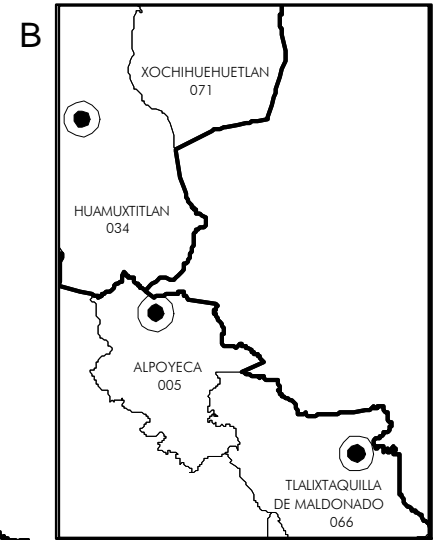 B
XOCHIHUEHUETLAN
071
HUAMUXTITLAN
034
ALPOYECA
005
TLALIXTAQUILLA
DE MALDONADO
066